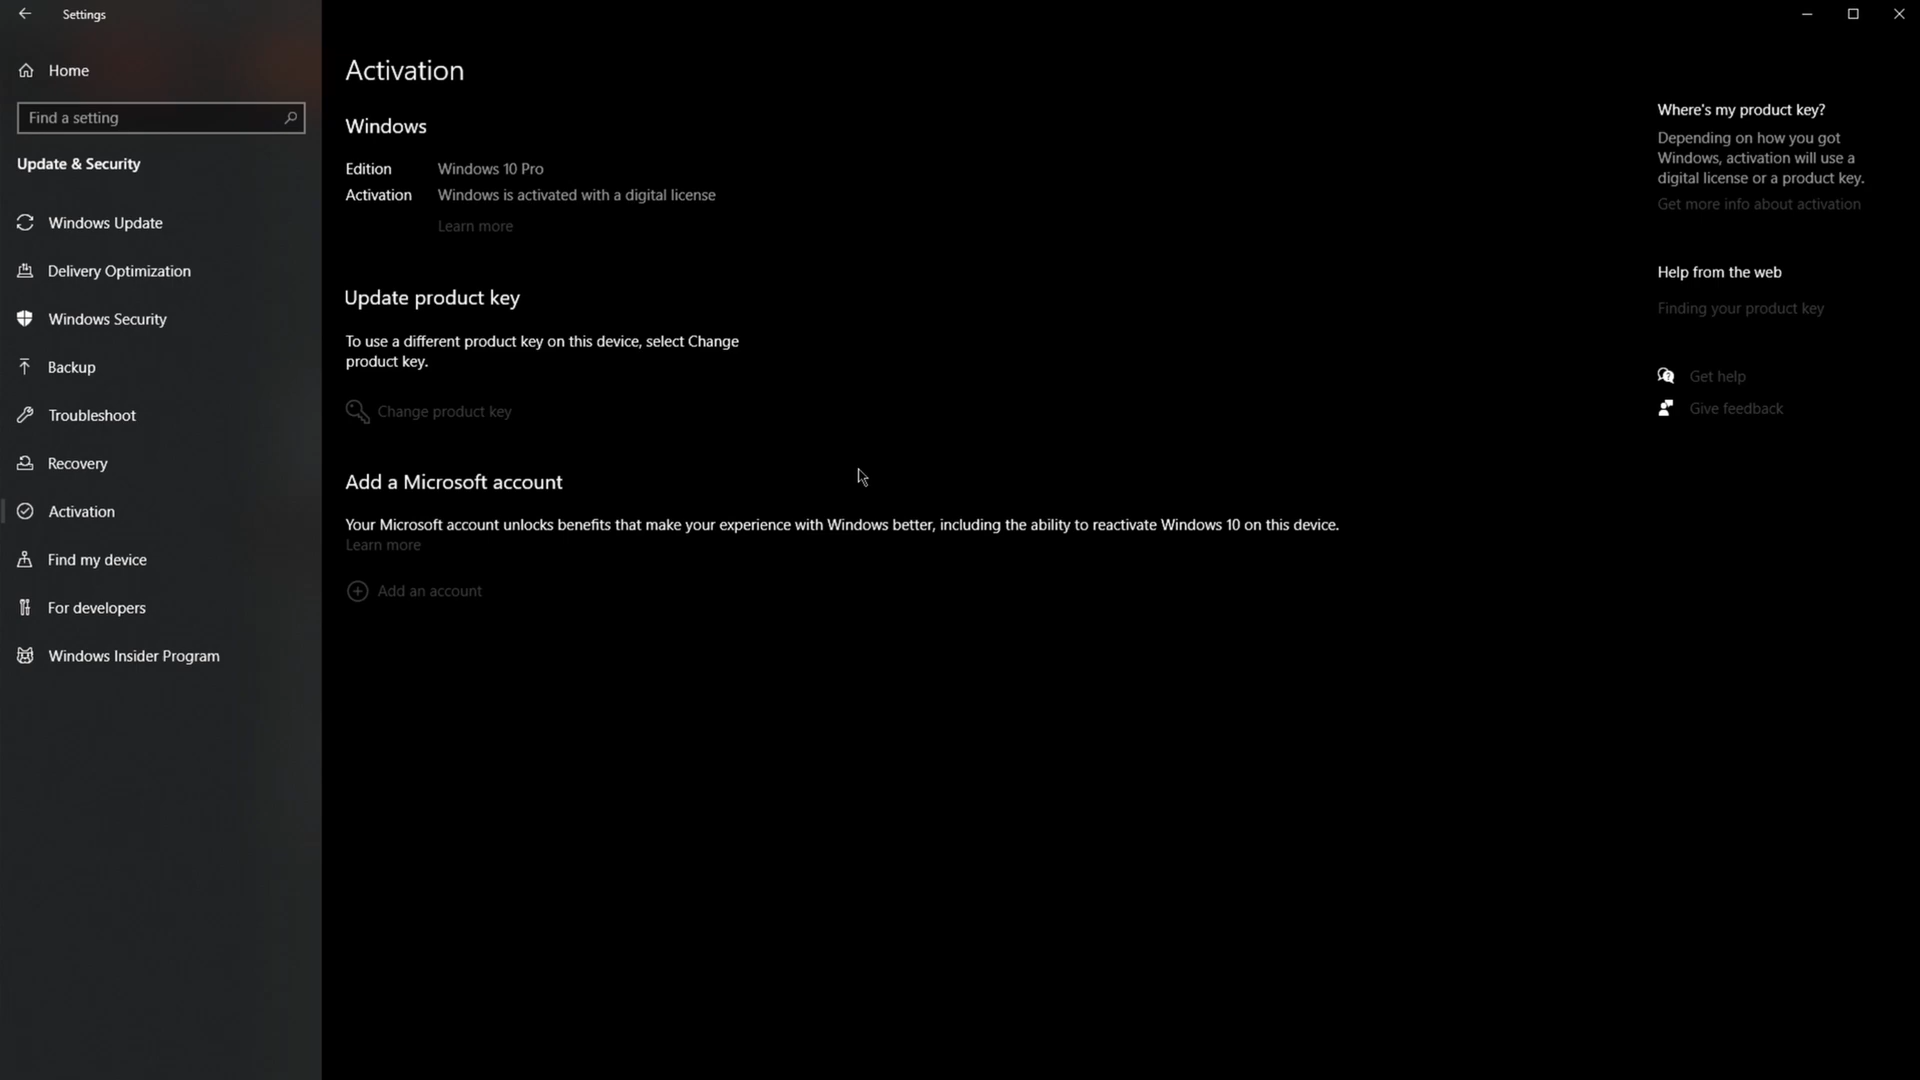 Settings
Home
Find a setting
Update & Security
Windows Update
Delivery Optimization
Windows Security
Backup
Troubleshoot
Recovery
Activation
Find my device
For developers
Windows Insider Program
Activation
Windows
Edition Windows 10 Pro
Activation Windows is activated with a digital license
Learn more
Update product key
To use a different product key on this device, select Change
product key.
Change product key
Add a Microsoft account
Your Microsoft account unlocks benefits that make your experience with Windows better, including the ability to reactivate Windows 10 on this device.
Learn more
Add an account
Where's my product key?
Depending on how you got
Windows, activation will use a
digital license or a product key.
Get more info about activation
Help from the web
Finding your product key
Get help
Give feedback